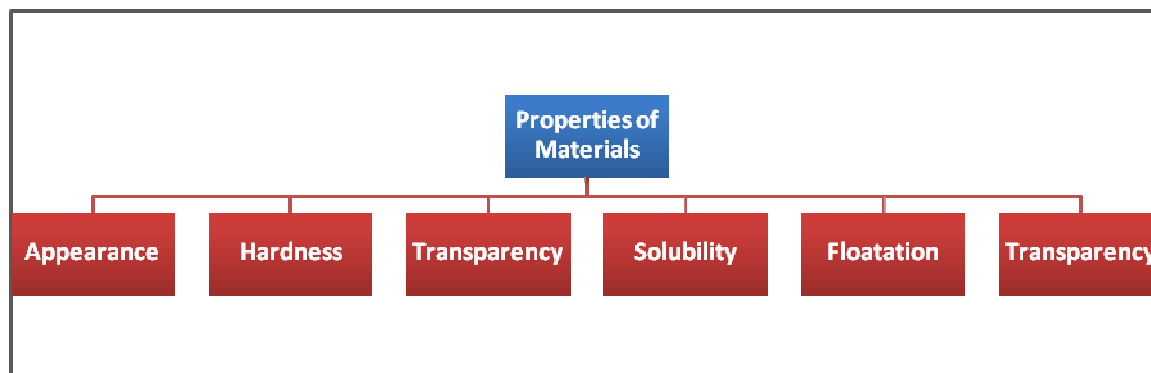 Properties of
Materials
Appearance
Hardness
Transparency
Solubility
Floatation
Transparency